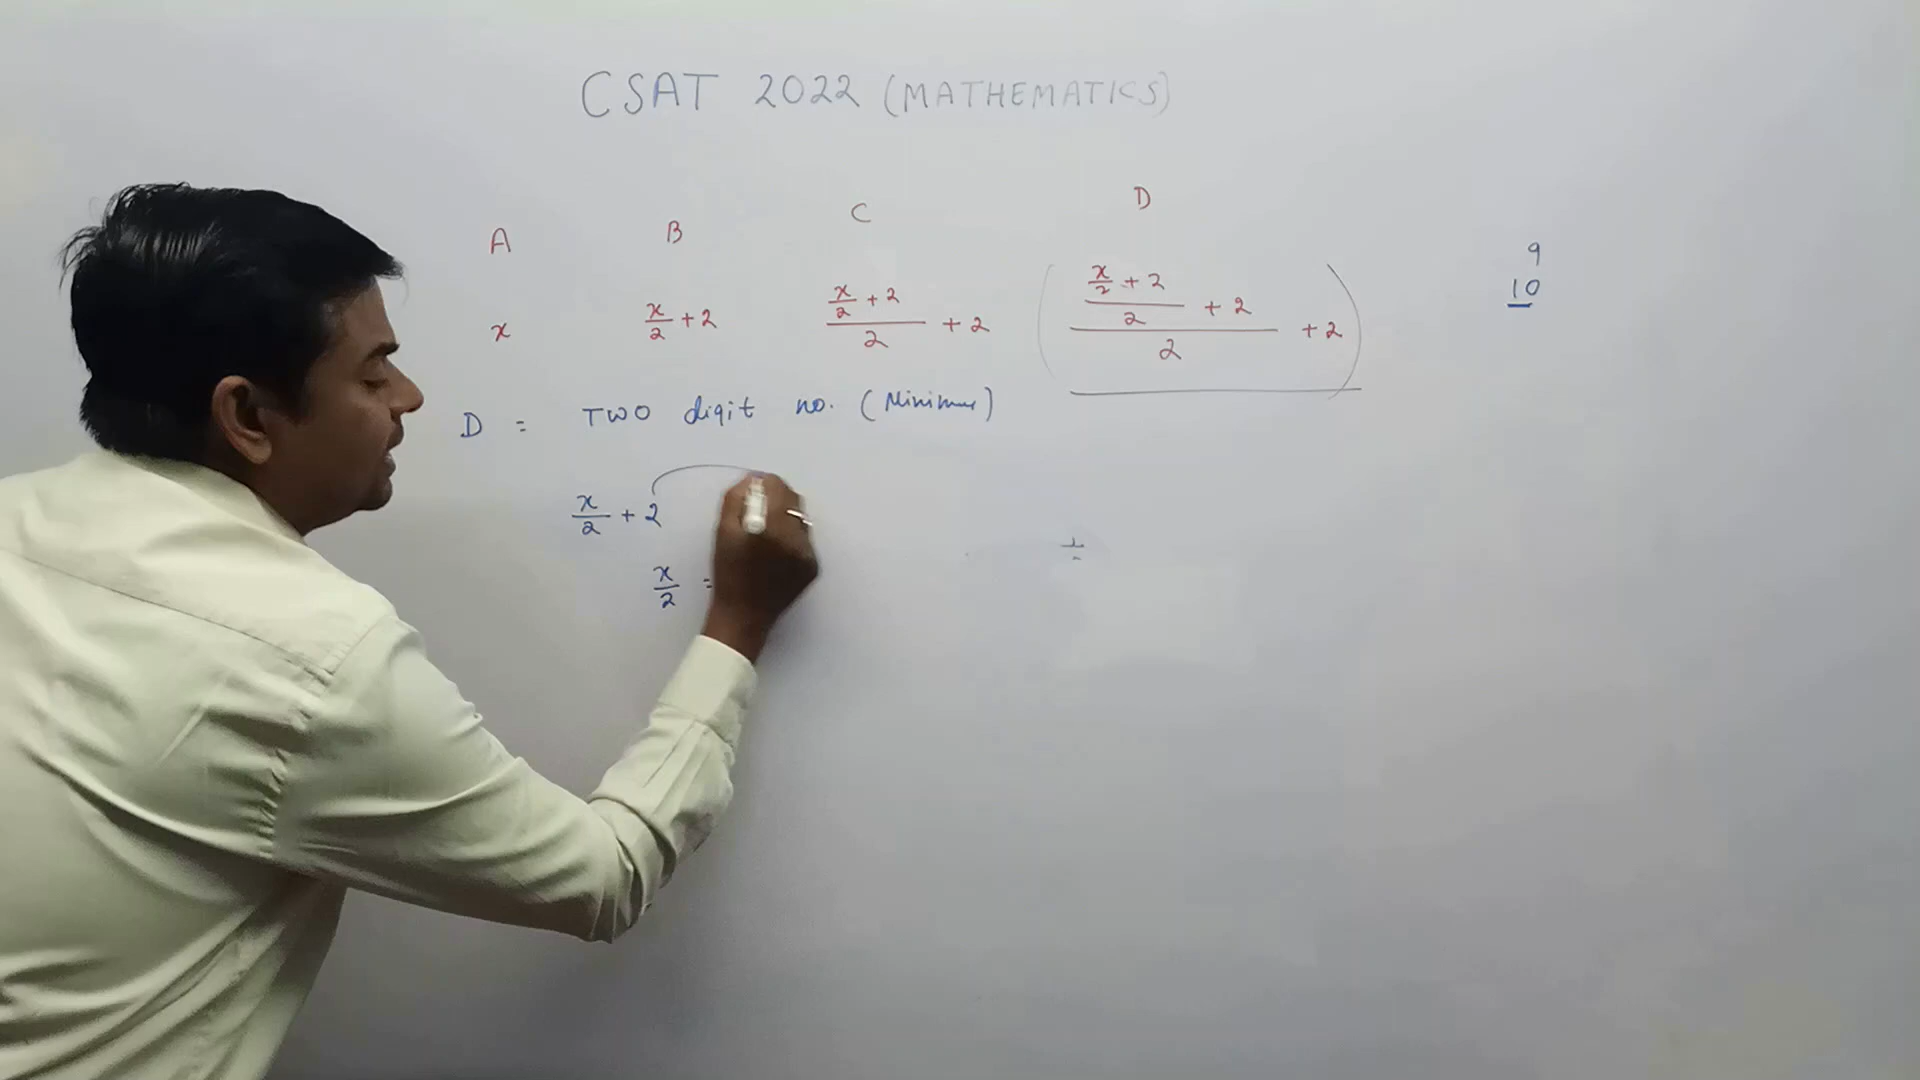 CSAT 2022 (MATHEMATICS)
A B C D
x x/2 + 2 (x/2 + 2)/2 + 2 (((x/2 + 2)/2 + 2)/2 + 2)
9
10
D = TWO digit no. (Minimum)
x/2 + 2
x/2 =